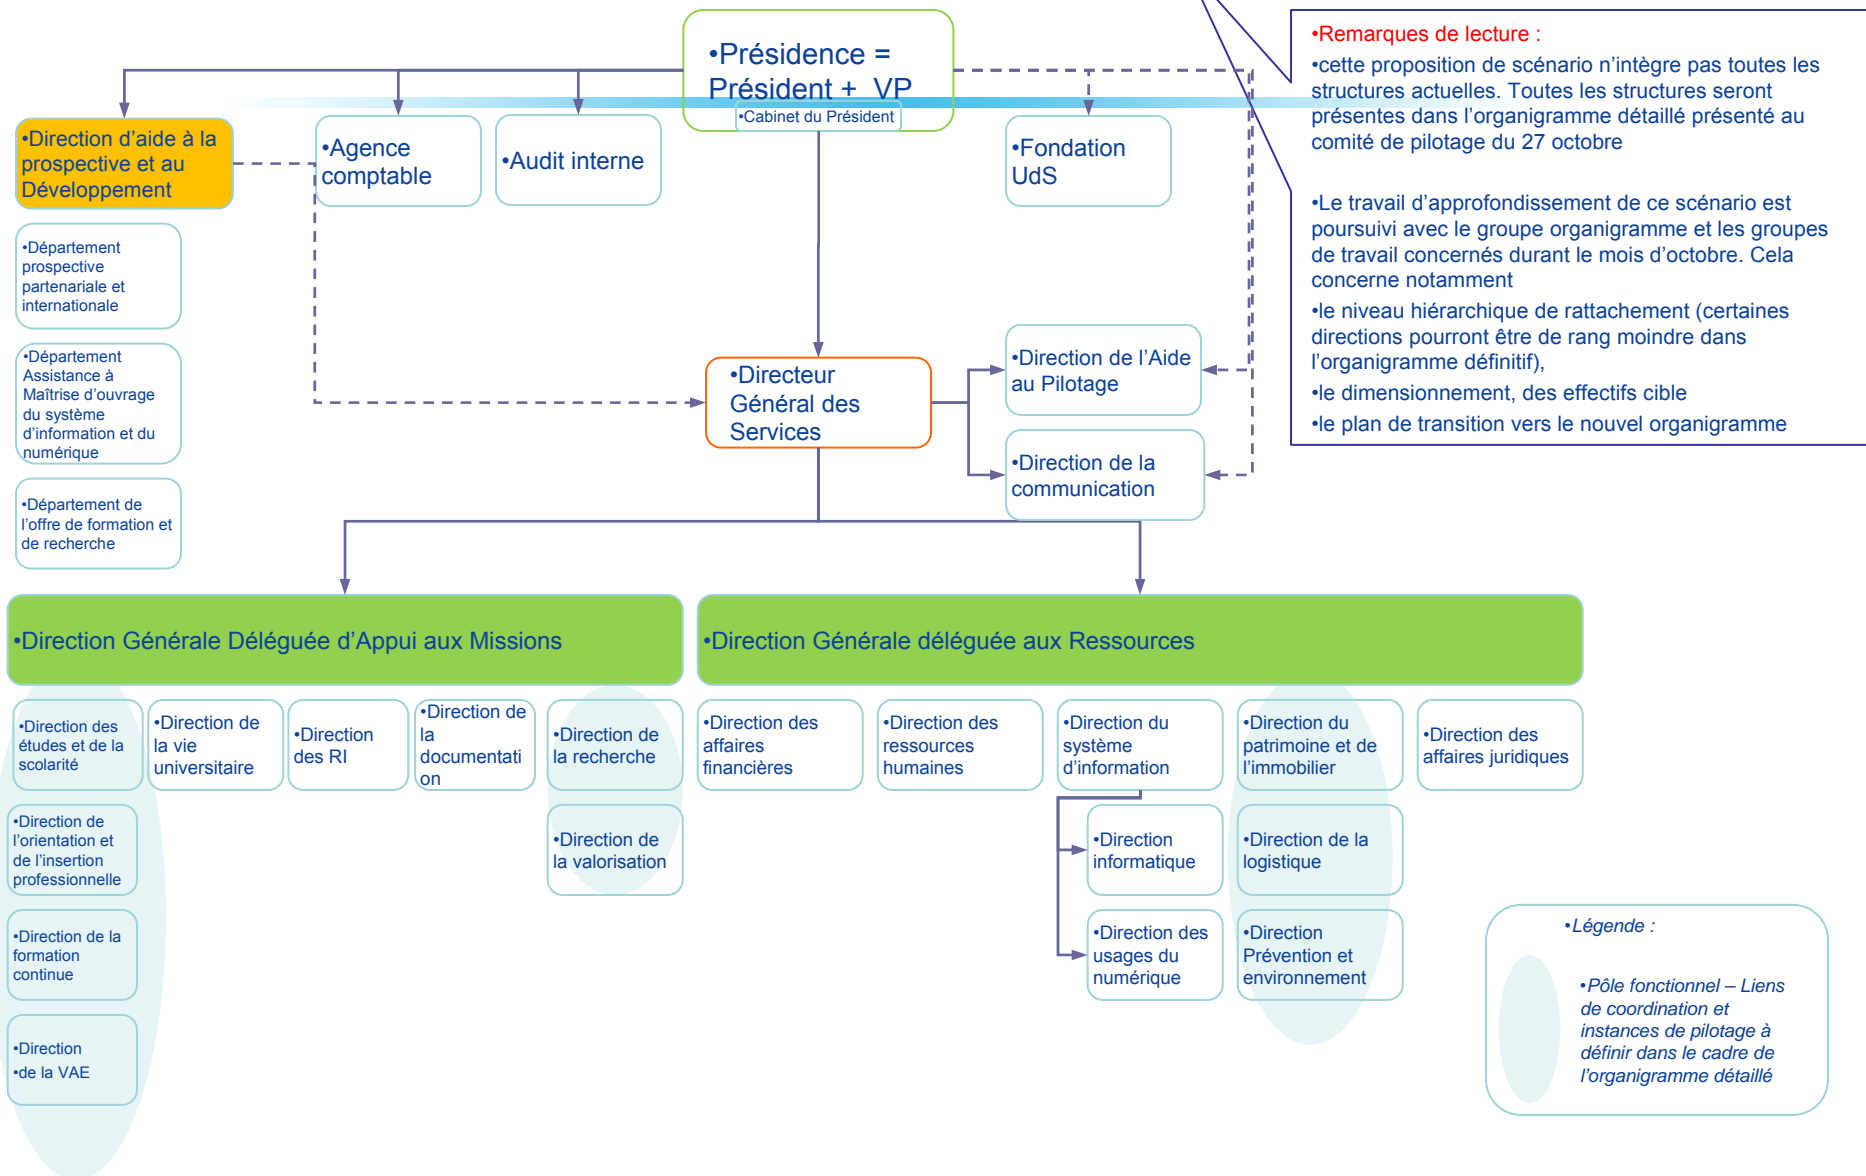 •Présidence =
Président +  VP
•Cabinet du Président
•Remarques de lecture :
•cette proposition de scénario n’intègre pas toutes les
structures actuelles. Toutes les structures seront
présentes dans l’organigramme détaillé présenté au
comité de pilotage du 27 octobre
•Le travail d’approfondissement de ce scénario est
poursuivi avec le groupe organigramme et les groupes
de travail concernés durant le mois d’octobre. Cela
concerne notamment
•le niveau hiérarchique de rattachement (certaines
directions pourront être de rang moindre dans
l’organigramme définitif),
•le dimensionnement, des effectifs cible
•le plan de transition vers le nouvel organigramme
•Direction d’aide à la
prospective et au
Développement
•Agence
comptable
•Audit interne
•Fondation
UdS
•Département
prospective
partenariale et
internationale
•Département
Assistance à
Maîtrise d’ouvrage
du système
d’information et du
numérique
•Département de
l’offre de formation et
de recherche
•Directeur
Général des
Services
•Direction de l’Aide
au Pilotage
•Direction de la
communication
•Direction Générale Déléguée d’Appui aux Missions
•Direction Générale déléguée aux Ressources
•Direction des
études et de la
scolarité
•Direction de
la vie
universitaire
•Direction
des RI
•Direction de
la
documentati
on
•Direction de
la recherche
•Direction des
affaires
financières
•Direction des
ressources
humaines
•Direction du
système
d’information
•Direction du
patrimoine et de
l’immobilier
•Direction des
affaires juridiques
•Direction de
l’orientation et
de l’insertion
professionnelle
•Direction de
la valorisation
•Direction
informatique
•Direction de la
logistique
•Direction de la
formation
continue
•Direction des
usages du
numérique
•Direction
Prévention et
environnement
•Direction
•de la VAE
•Légende :
•Pôle fonctionnel – Liens
de coordination et
instances de pilotage à
définir dans le cadre de
l’organigramme détaillé